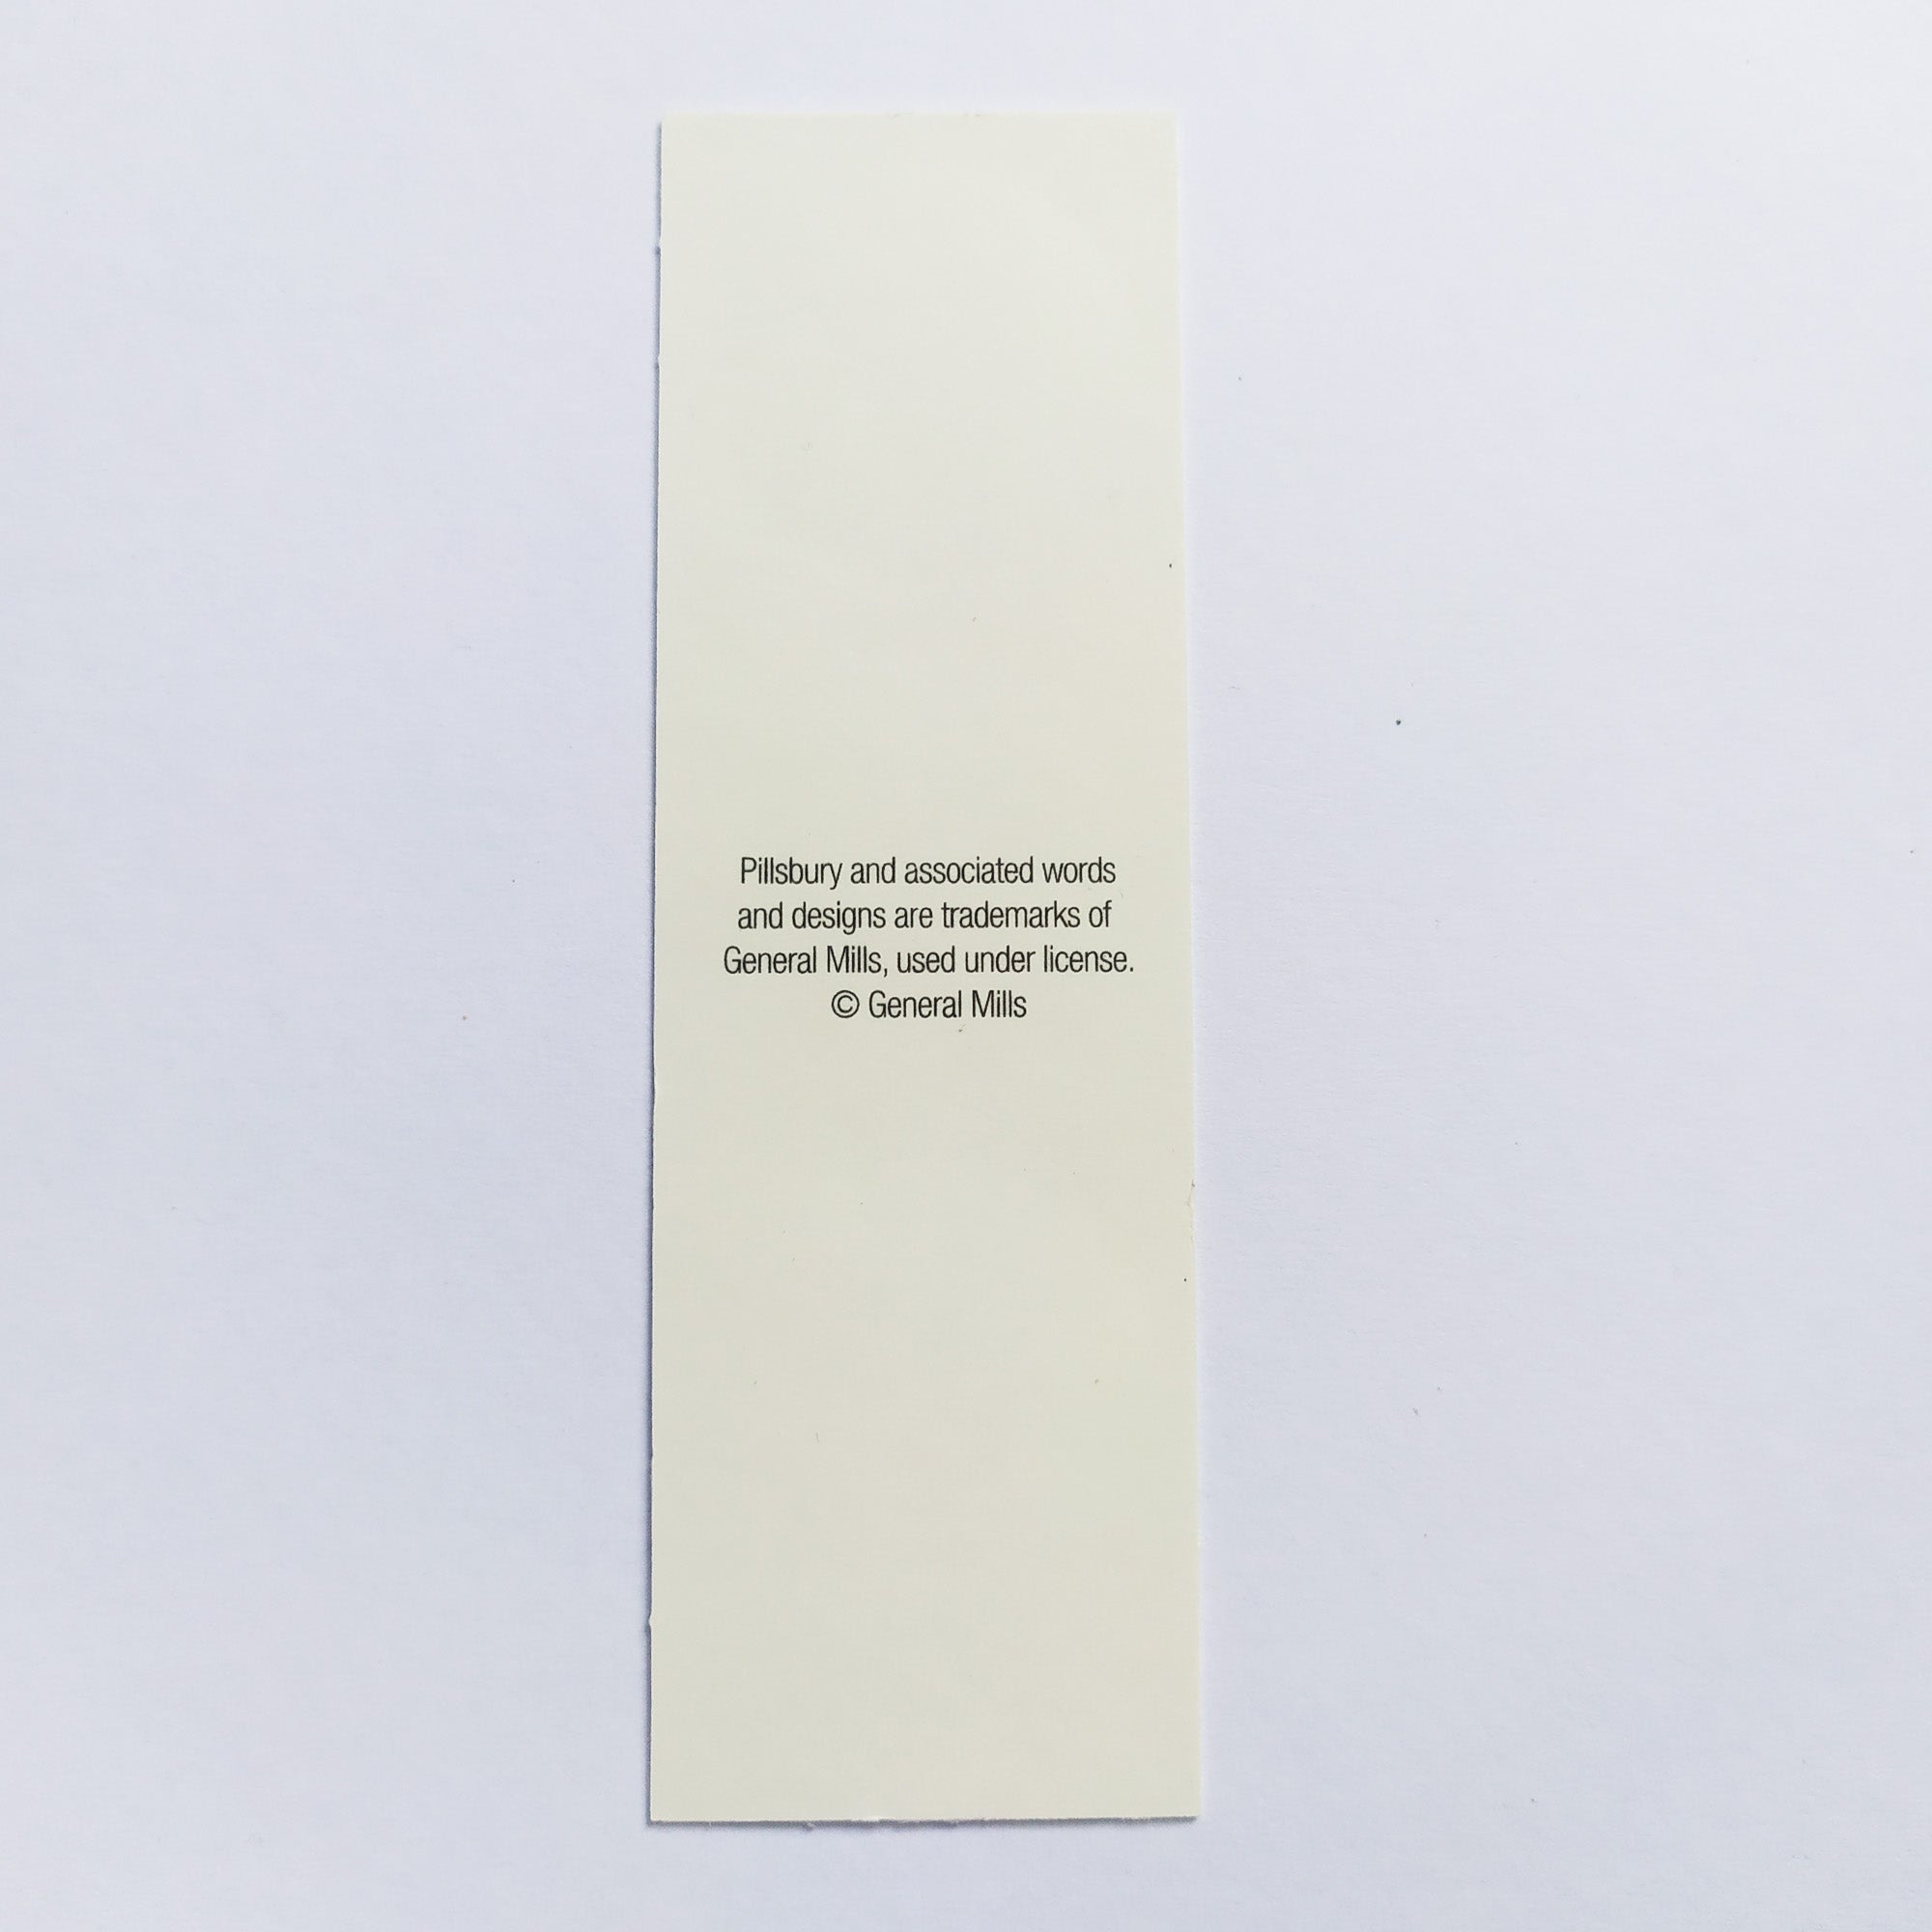 Pillsbury and associated words
and designs are trademarks of
General Mills, used under license.
© General Mills